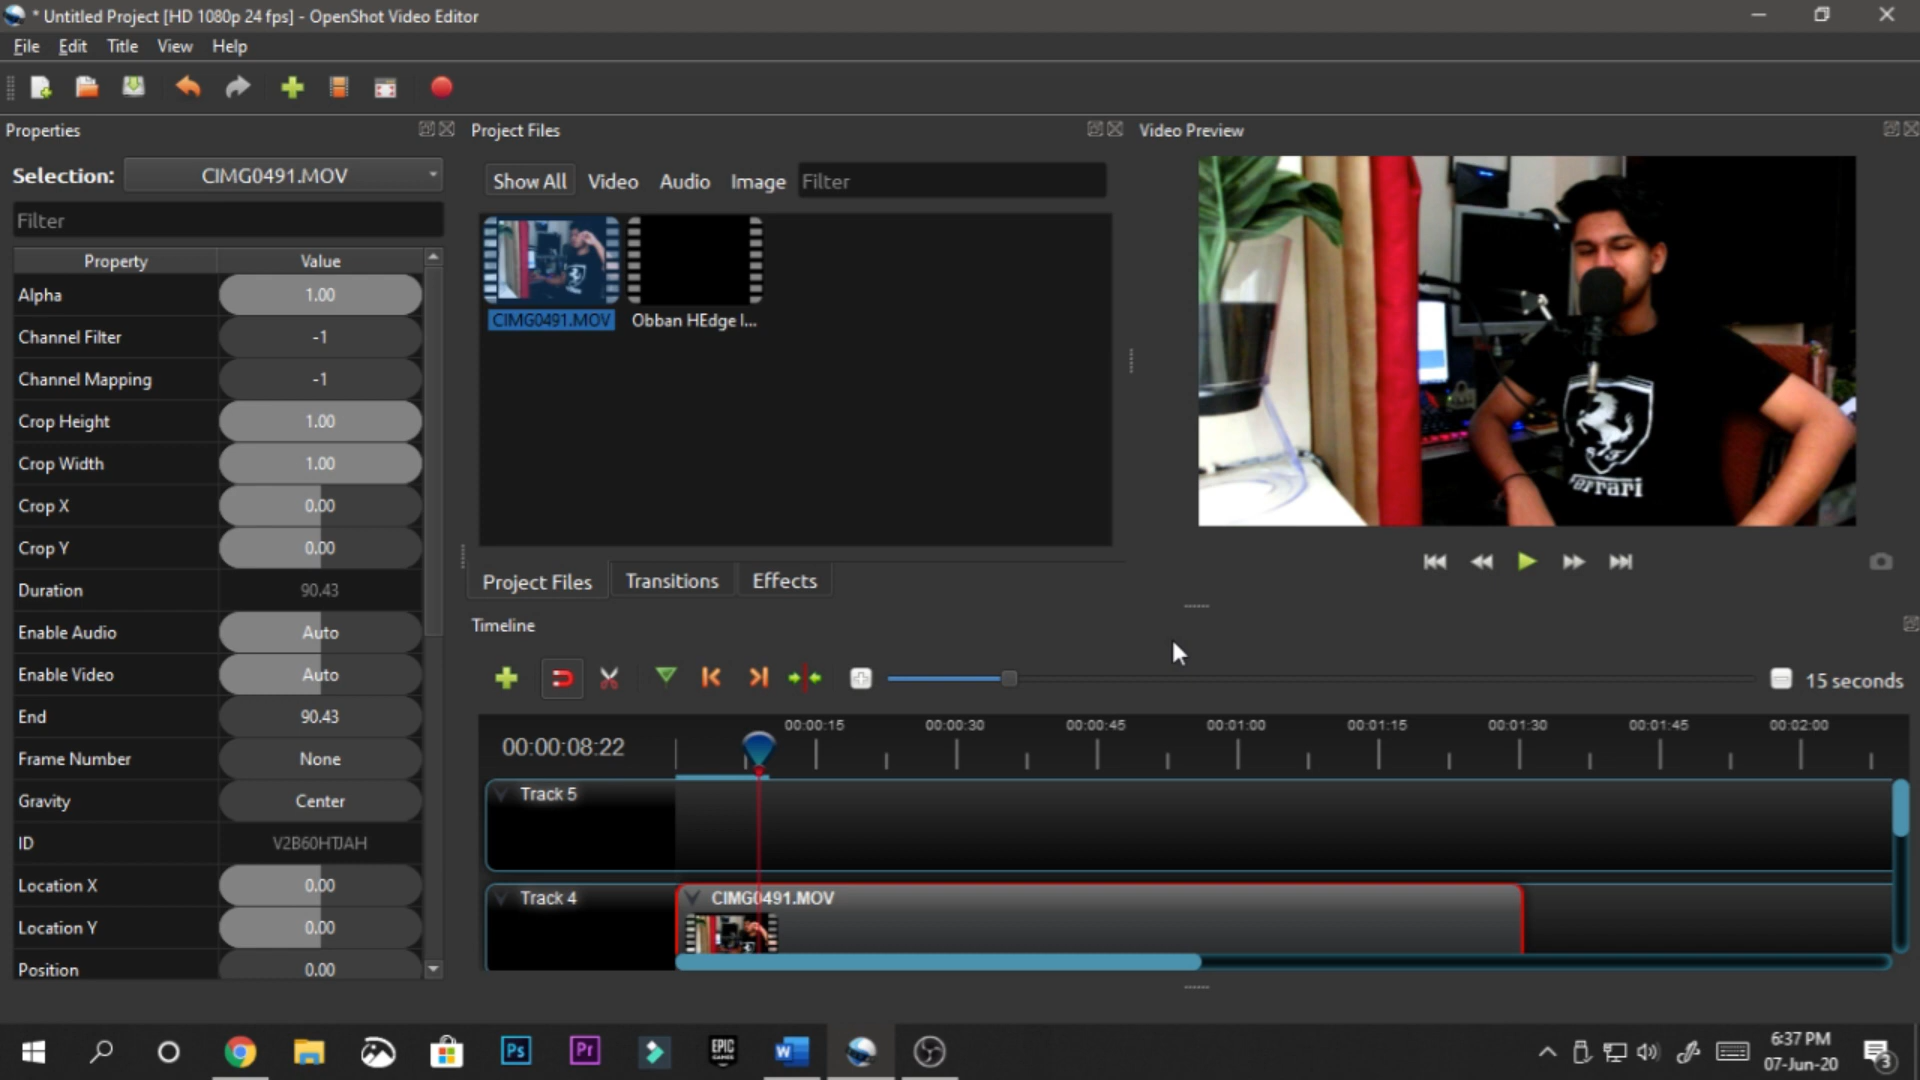 * Untitled Project [HD 1080p 24 fps] - OpenShot Video Editor
File Edit Title View Help
Properties
Project Files
Video Preview
Selection: CIMG0491.MOV
Show All Video Audio Image Filter
Filter
Property Value
Alpha 1.00
Channel Filter -1
Channel Mapping -1
Crop Height 1.00
Crop Width 1.00
Crop X 0.00
Crop Y 0.00
Duration 90.43
Enable Audio Auto
Enable Video Auto
End 90.43
Frame Number None
Gravity Center
ID V2B60HTJAH
Location X 0.00
Location Y 0.00
Position 0.00
CIMG0491.MOV Obban HEdge I...
Ferrari
Project Files Transitions Effects
Timeline
15 seconds
00:00:08:22
00:00:15 00:00:30 00:00:45 00:01:00 00:01:15 00:01:30 00:01:45 00:02:00
Track 5
Track 4
CIMG0491.MOV
Ps
Pr
EPIC
GAMES
W
6:37 PM
07-Jun-20
3